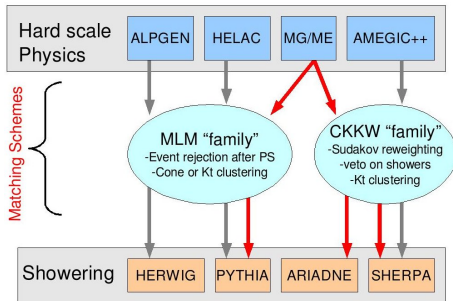 Hard scale
Physics
ALPGEN
HELAC
MG/ME
AMEGIC++
Matching Schemes
MLM “family”
-Event rejection after PS
-Cone or Kt clustering
CKKW “family”
-Sudakov reweighting
-veto on showers
-Kt clustering
Showering
HERWIG
PYTHIA
ARIADNE
SHERPA